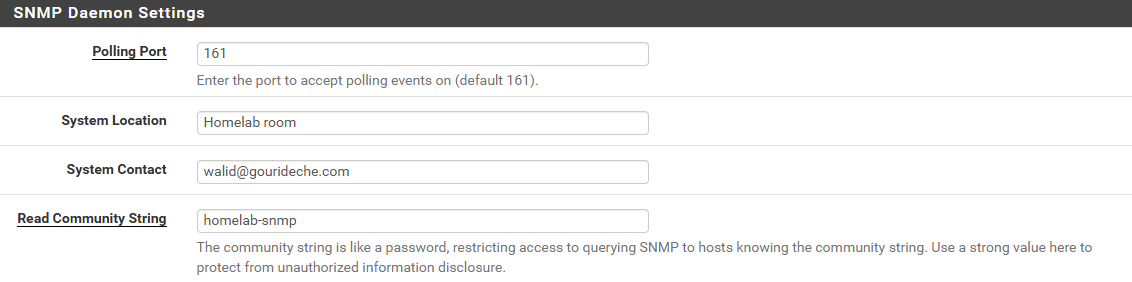 SNMP Daemon Settings
Polling Port
161
Enter the port to accept polling events on (default 161).
System Location
Homelab room
System Contact
walid@gourideche.com
Read Community String
homelab-snmp
The community string is like a password, restricting access to querying SNMP to hosts knowing the community string. Use a strong value here to
protect from unauthorized information disclosure.